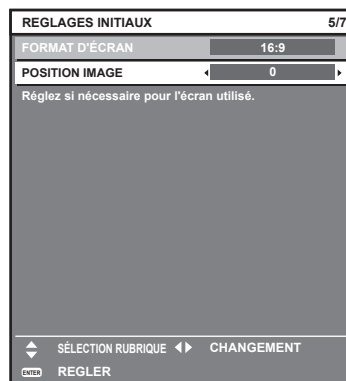 REGLAGES INITIAUX 5/7
FORMAT D'ÉCRAN 16:9
POSITION IMAGE 0
Réglez si nécessaire pour l'écran utilisé.
SÉLECTION RUBRIQUE CHANGEMENT
ENTER REGLER